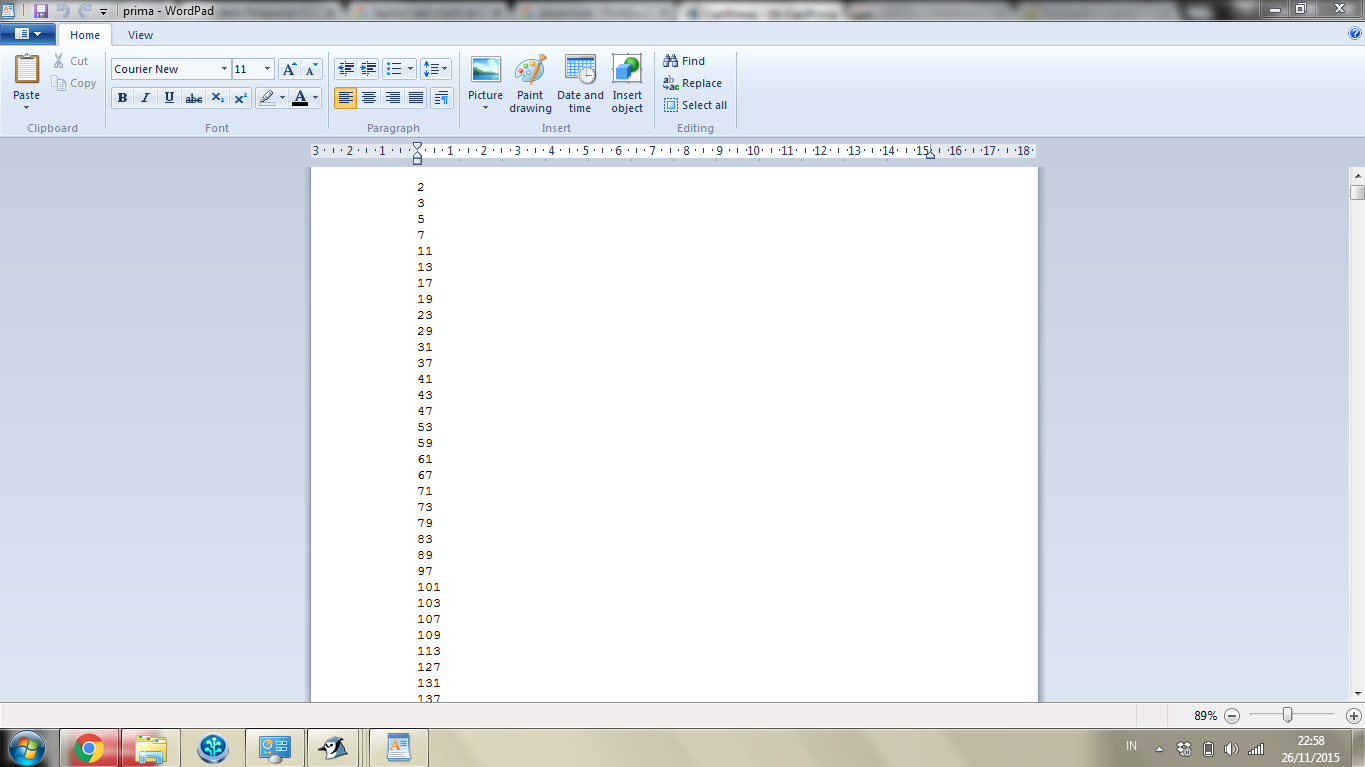 prima - WordPad
Home View
Cut
Copy
Paste
Clipboard
Courier New 11
B I U abc X₂ X²
A
Font
Paragraph
Picture
Paint drawing
Date and time
Insert object
Insert
Find
Replace
Select all
Editing
3 2 1 1 2 3 4 5 6 7 8 9 10 11 12 13 14 15 16 17 18
2
3
5
7
11
13
17
19
23
29
31
37
41
43
47
53
59
61
67
71
73
79
83
89
97
101
103
107
109
113
127
131
137
89%
IN
22:58
26/11/2015